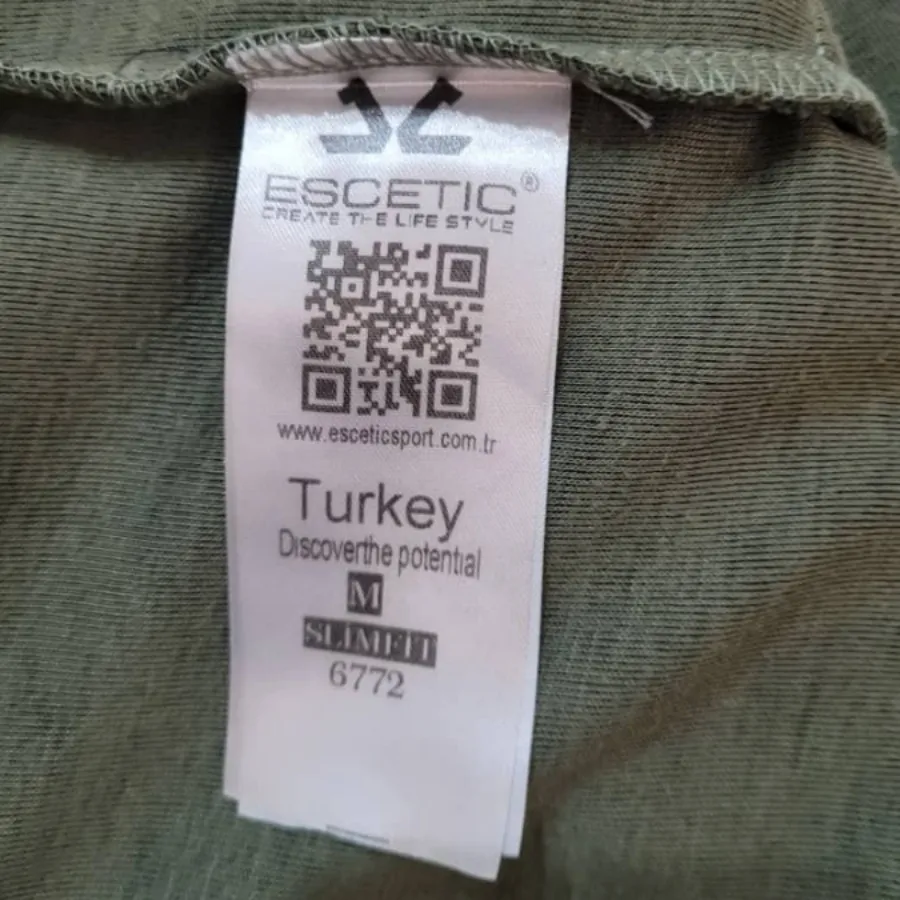 ESCETIC®
CREATE THE LIFE STYLE
www.esceticsport.com.tr
Turkey
Discoverthe potential
M
SLIMFIT
6772